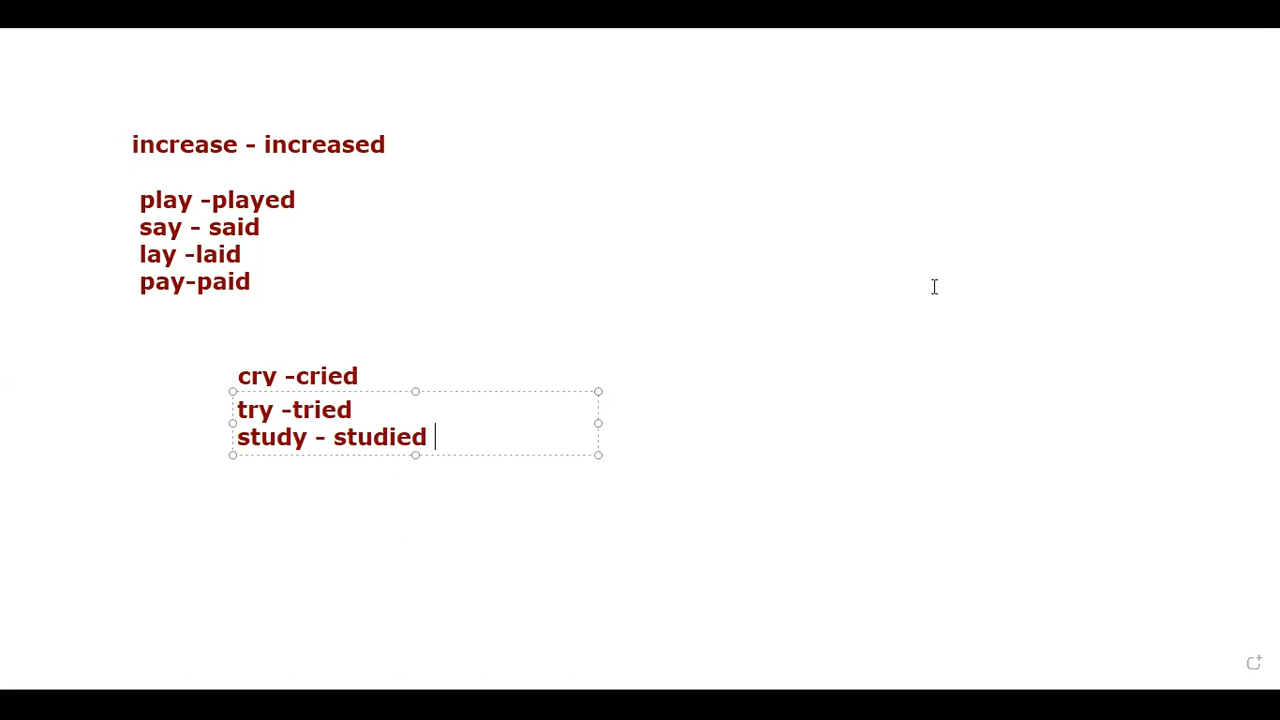 increase - increased
play -played
say - said
lay -laid
pay-paid
cry -cried
try -tried
study - studied